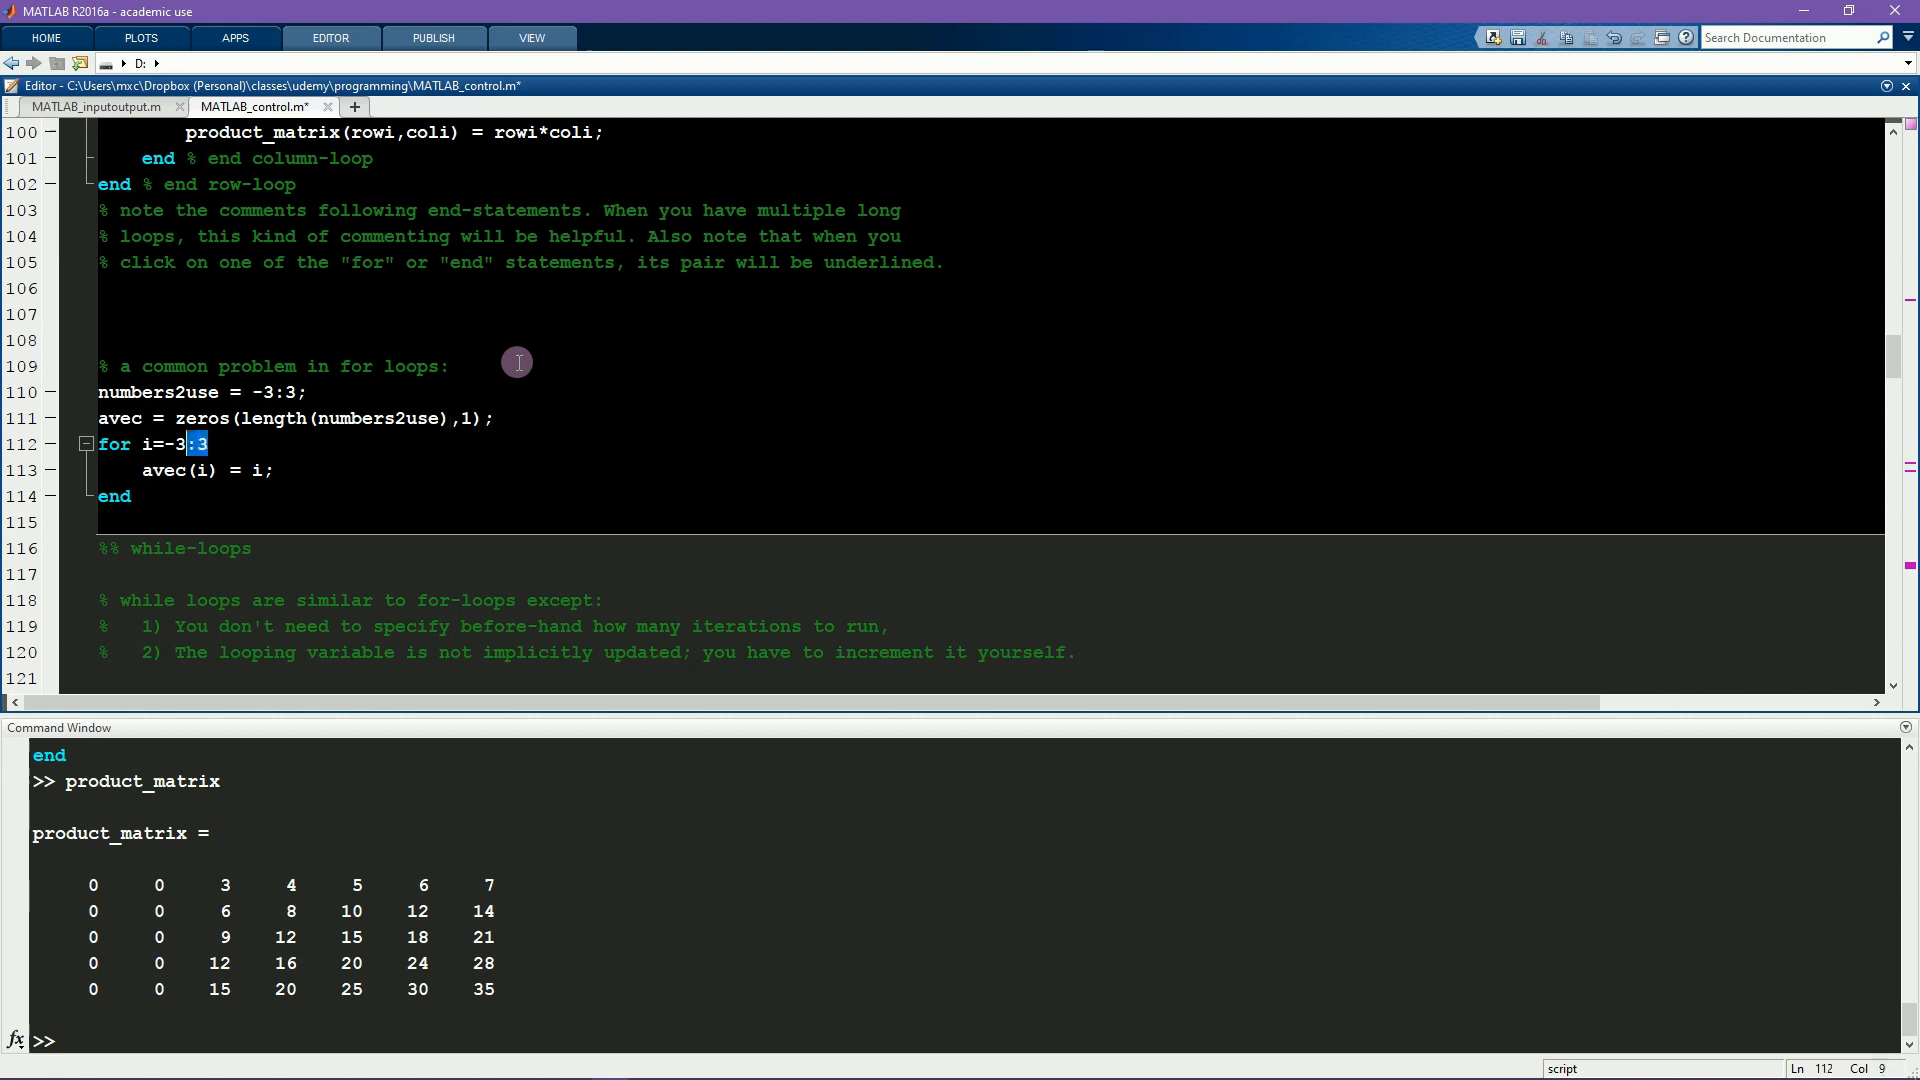 MATLAB R2016a - academic use
HOME PLOTS APPS EDITOR PUBLISH VIEW
Search Documentation
D:
Editor - C:\Users\mxc\Dropbox (Personal)\classes\udemy\programming\MATLAB_control.m*
MATLAB_inputoutput.m MATLAB_control.m*
100 product_matrix(rowi,coli) = rowi*coli;
101 end % end column-loop
102 end % end row-loop
103 % note the comments following end-statements. When you have multiple long
104 % loops, this kind of commenting will be helpful. Also note that when you
105 % click on one of the "for" or "end" statements, its pair will be underlined.
106
107
108
109 % a common problem in for loops:
110 numbers2use = -3:3;
111 avec = zeros(length(numbers2use),1);
112 for i=-3:3
113 avec(i) = i;
114 end
115
116 %% while-loops
117
118 % while loops are similar to for-loops except:
119 % 1) You don't need to specify before-hand how many iterations to run,
120 % 2) The looping variable is not implicitly updated; you have to increment it yourself.
121
Command Window
end
>> product_matrix
product_matrix =
0 0 3 4 5 6 7
0 0 6 8 10 12 14
0 0 9 12 15 18 21
0 0 12 16 20 24 28
0 0 15 20 25 30 35
fx >>
script Ln 112 Col 9